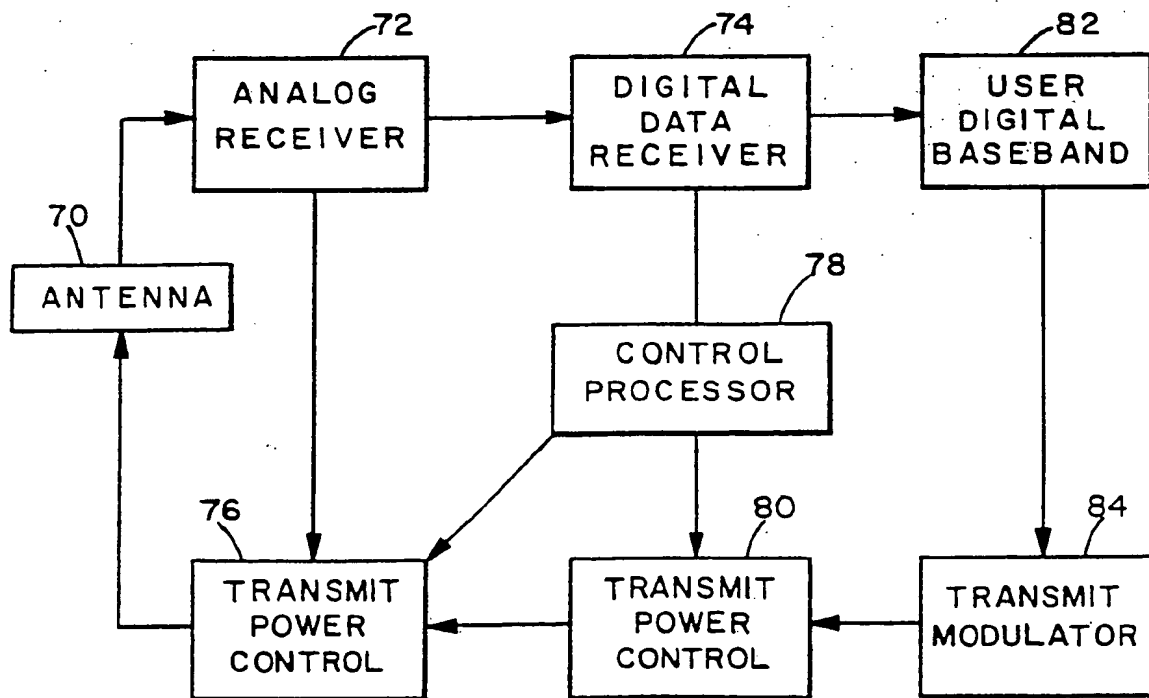 72
74
82
ANALOG
RECEIVER
DIGITAL
DATA
RECEIVER
USER
DIGITAL
BASEBAND
70
ANTENNA
78
CONTROL
PROCESSOR
76
80
84
TRANSMIT
POWER
CONTROL
TRANSMIT
POWER
CONTROL
TRANSMIT
MODULATOR